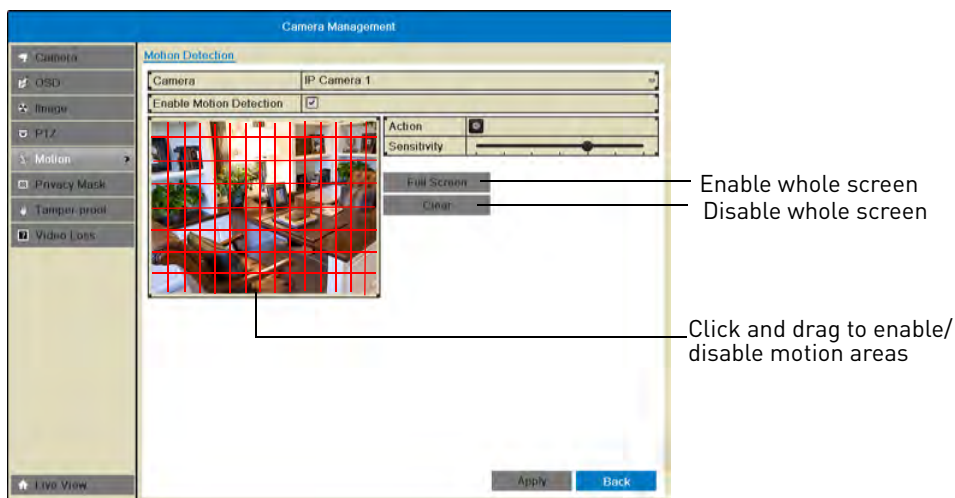 Camera Management
Camera
OSD
Image
PTZ
Motion
Privacy Mask
Tamper-proof
Video Loss
Live View
Motion Detection
Camera IP Camera 1
Enable Motion Detection
Action
Sensitivity
Full Screen
Clear
Enable whole screen
Disable whole screen
Click and drag to enable/
disable motion areas
Apply Back